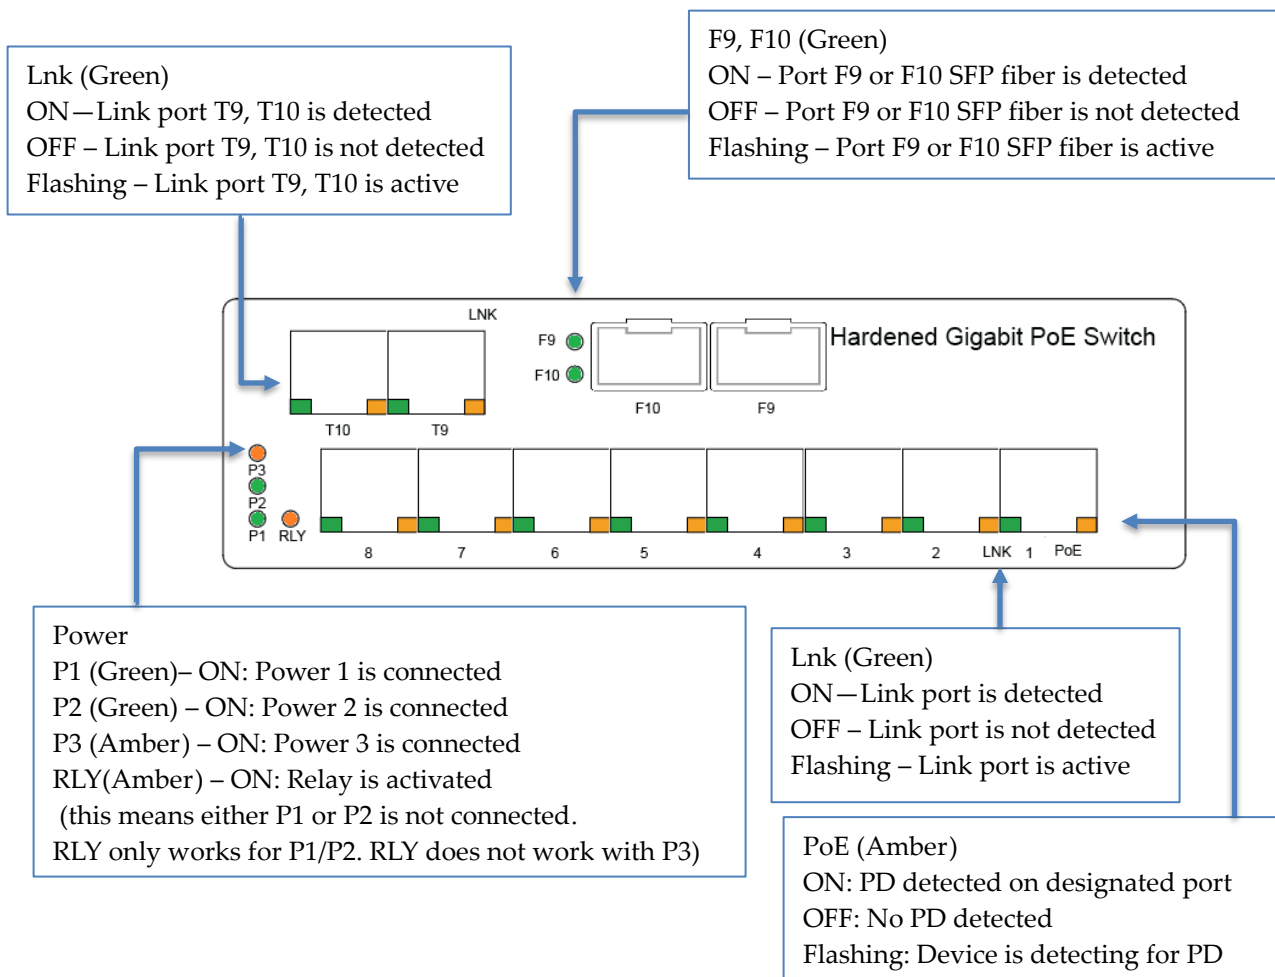 F9, F10 (Green)
ON – Port F9 or F10 SFP fiber is detected
OFF – Port F9 or F10 SFP fiber is not detected
Flashing – Port F9 or F10 SFP fiber is active
Lnk (Green)
ON—Link port T9, T10 is detected
OFF – Link port T9, T10 is not detected
Flashing – Link port T9, T10 is active
LNK
F9
F10
Hardened Gigabit PoE Switch
F10 F9
T10 T9
P3
P2
P1 RLY
8 7 6 5 4 3 2 LNK 1 PoE
Power
P1 (Green)– ON: Power 1 is connected
P2 (Green) – ON: Power 2 is connected
P3 (Amber) – ON: Power 3 is connected
RLY(Amber) – ON: Relay is activated
(this means either P1 or P2 is not connected.
RLY only works for P1/P2. RLY does not work with P3)
Lnk (Green)
ON—Link port is detected
OFF – Link port is not detected
Flashing – Link port is active
PoE (Amber)
ON: PD detected on designated port
OFF: No PD detected
Flashing: Device is detecting for PD